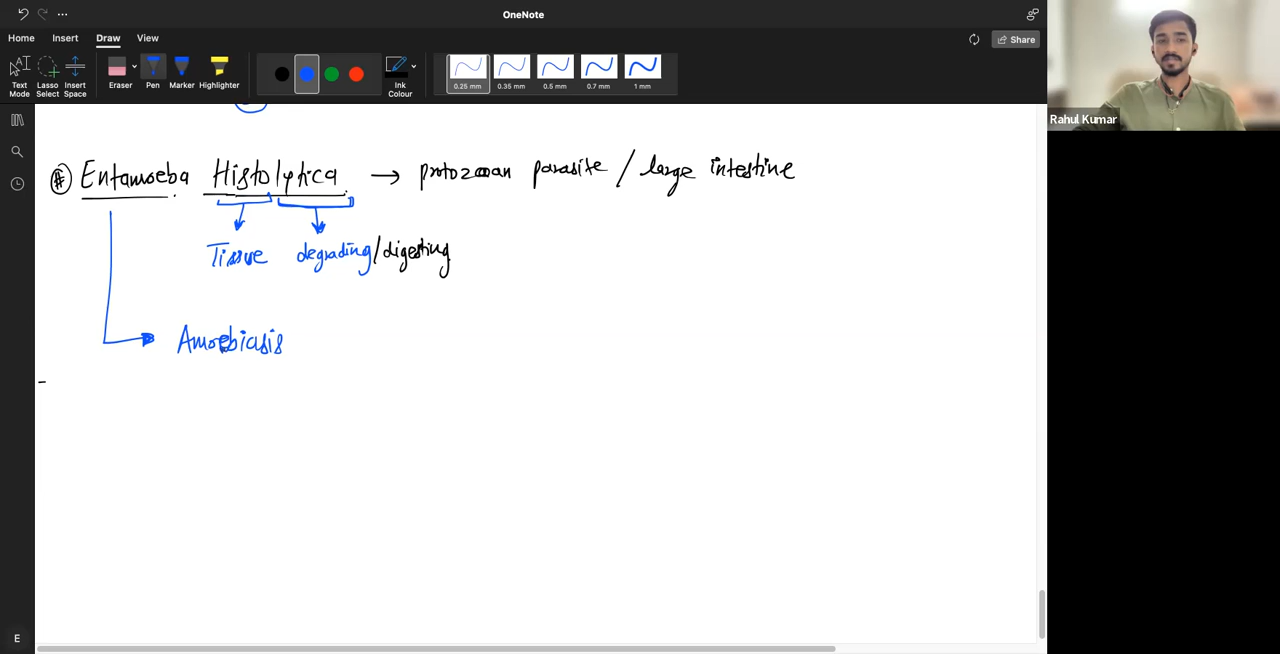 OneNote
Home Insert Draw View
Share
Text Mode Lasso Select Insert Space Eraser Pen Marker Highlighter Ink Colour 0.25 mm 0.35 mm 0.5 mm 0.7 mm 1 mm
Rahul Kumar
# Entamoeba Histolytica → protozoan parasite / large intestine
Tissue degrading/digesting
Amoebiasis
E